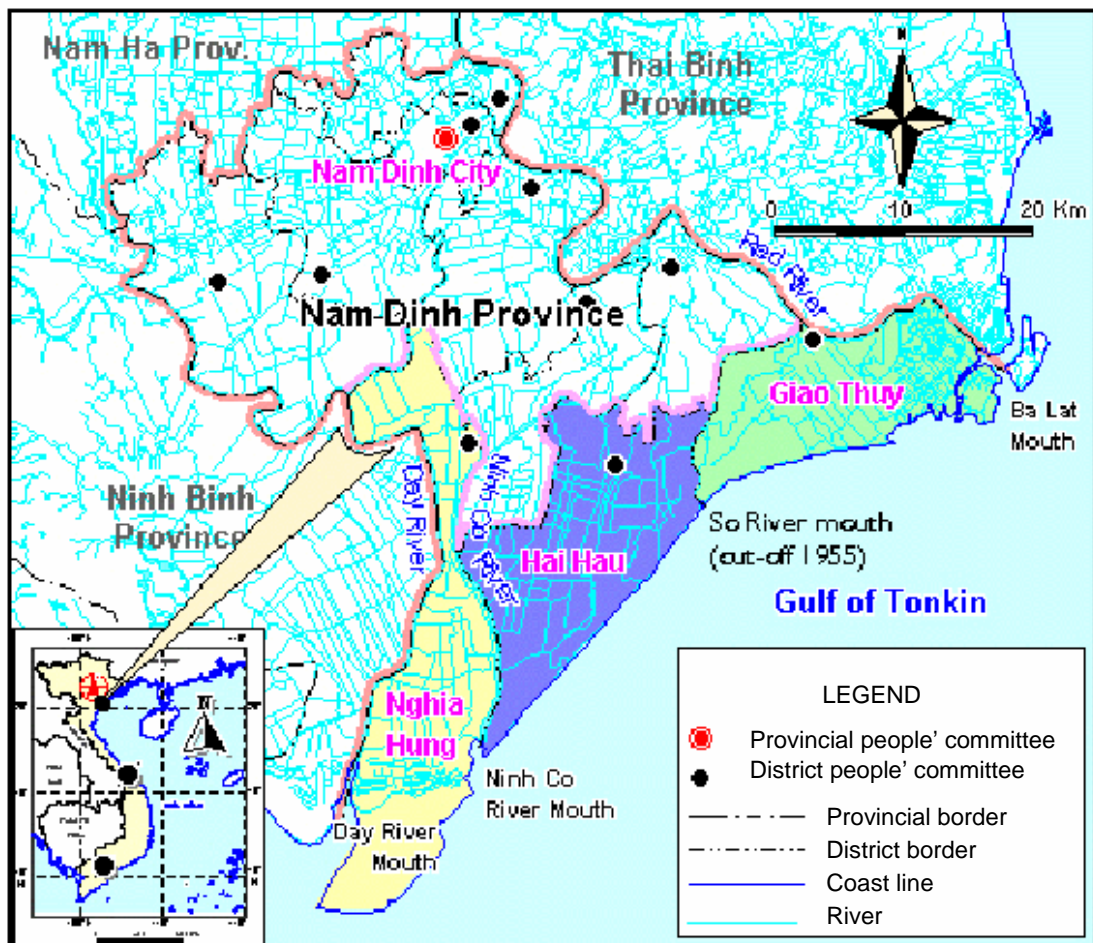 Nam Ha Prov.
Thai Binh
Province
N
Nam Dinh City
0 10 20 Km
Red River
Nam-Dinh Province
Giao Thuy
Ba Lat
Mouth
Ninh Binh
Province
Day River
Ninh Co River
Hai Hau
So River mouth
(cut-off 1955)
Gulf of Tonkin
Nghia
Hung
Ninh Co
River Mouth
Day River
Mouth
N
LEGEND
Provincial people' committee
District people' committee
Provincial border
District border
Coast line
River